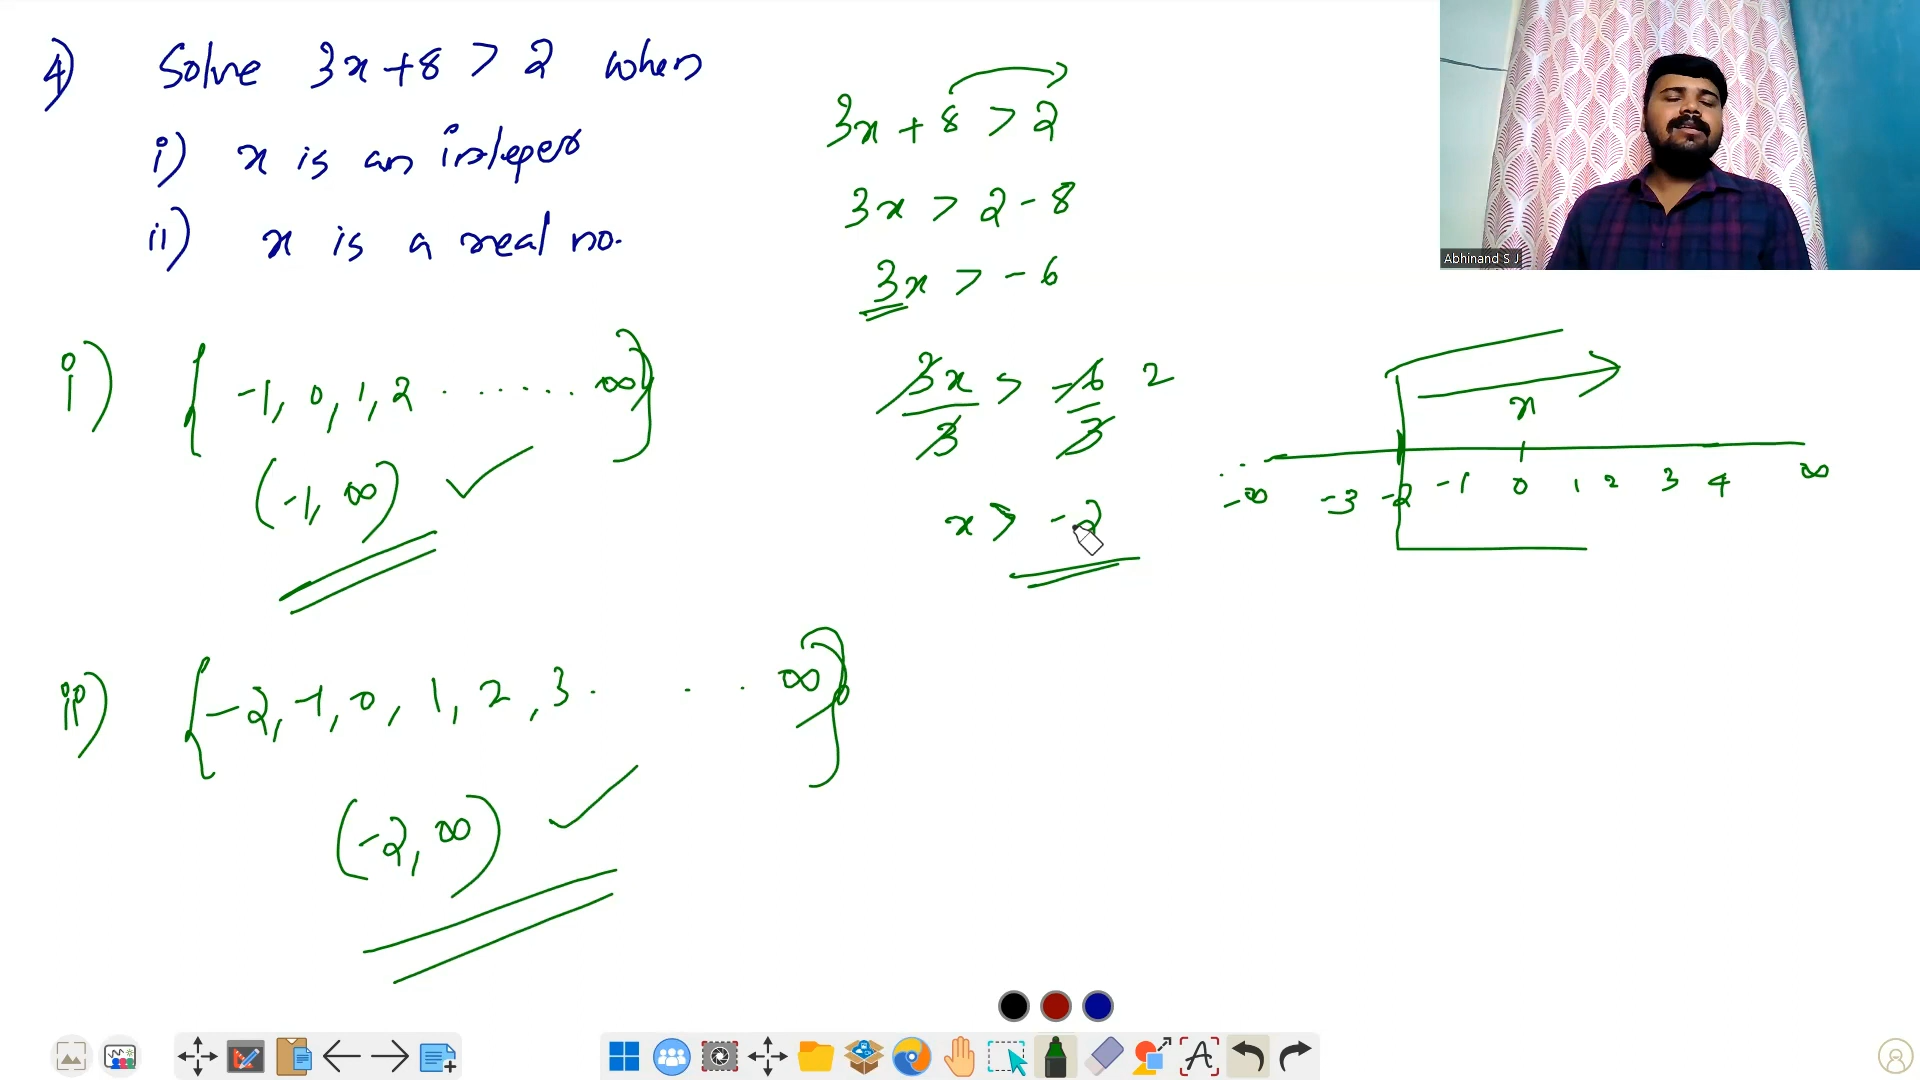 4) Solve 3x+8 > 2 when
i) x is an integer
ii) x is a real no.
3x + 8 > 2
3x > 2 - 8
3x > -6
3x/3 > -6/3 2
x > -2
i) { -1, 0, 1, 2 ....... ∞ }
(-1, ∞) ✓
ii) { -2, -1, 0, 1, 2, 3 . . . ∞ }
(-2, ∞) ✓
x
-∞ -3 -2 -1 0 1 2 3 4 ∞
Abhinand S J